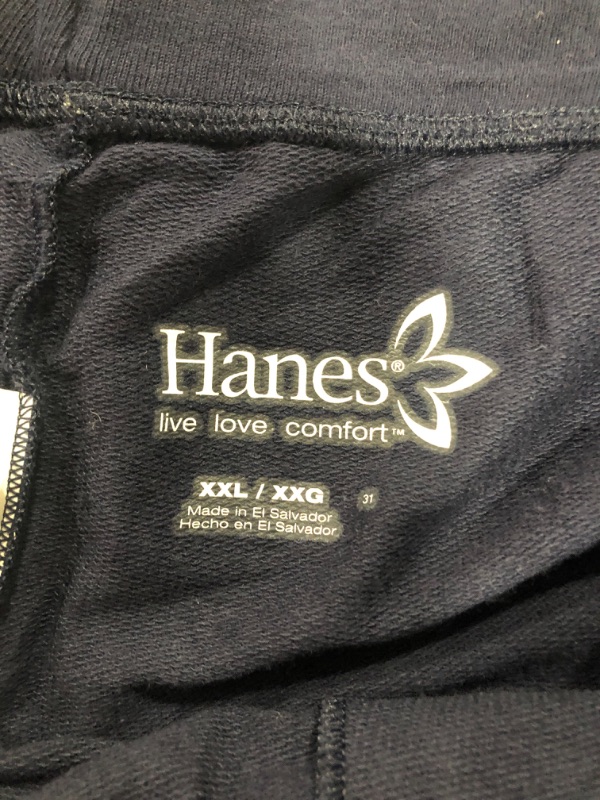 Hanes®
live love comfort™
XXL / XXG 31
Made in El Salvador
Hecho en El Salvador